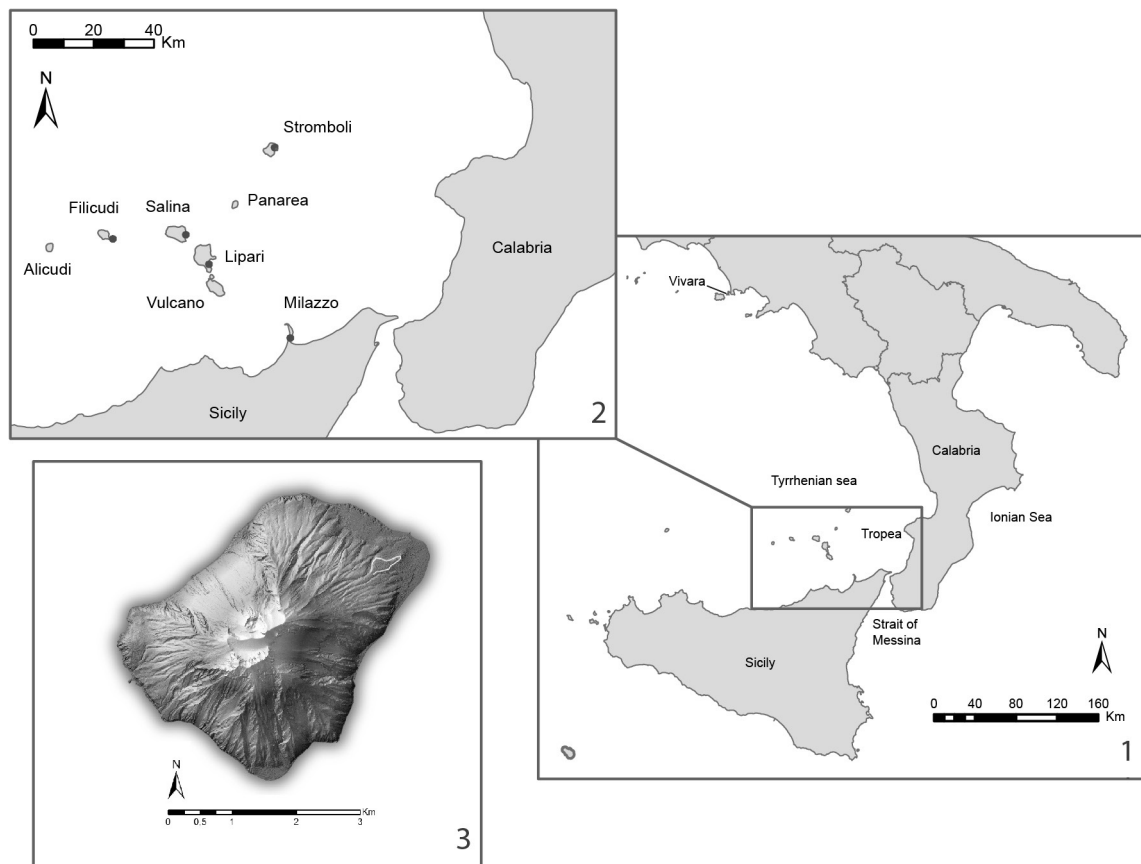 0 20 40
Km
N
Stromboli
Panarea
Filicudi
Salina
Alicudi
Lipari
Vulcano
Milazzo
Calabria
Sicily
2
Vivara
Calabria
Tyrrhenian sea
Ionian Sea
Tropea
Strait of
Messina
Sicily
N
0 40 80 120 160
Km
1
N
Km
0 0.5 1 2 3
3